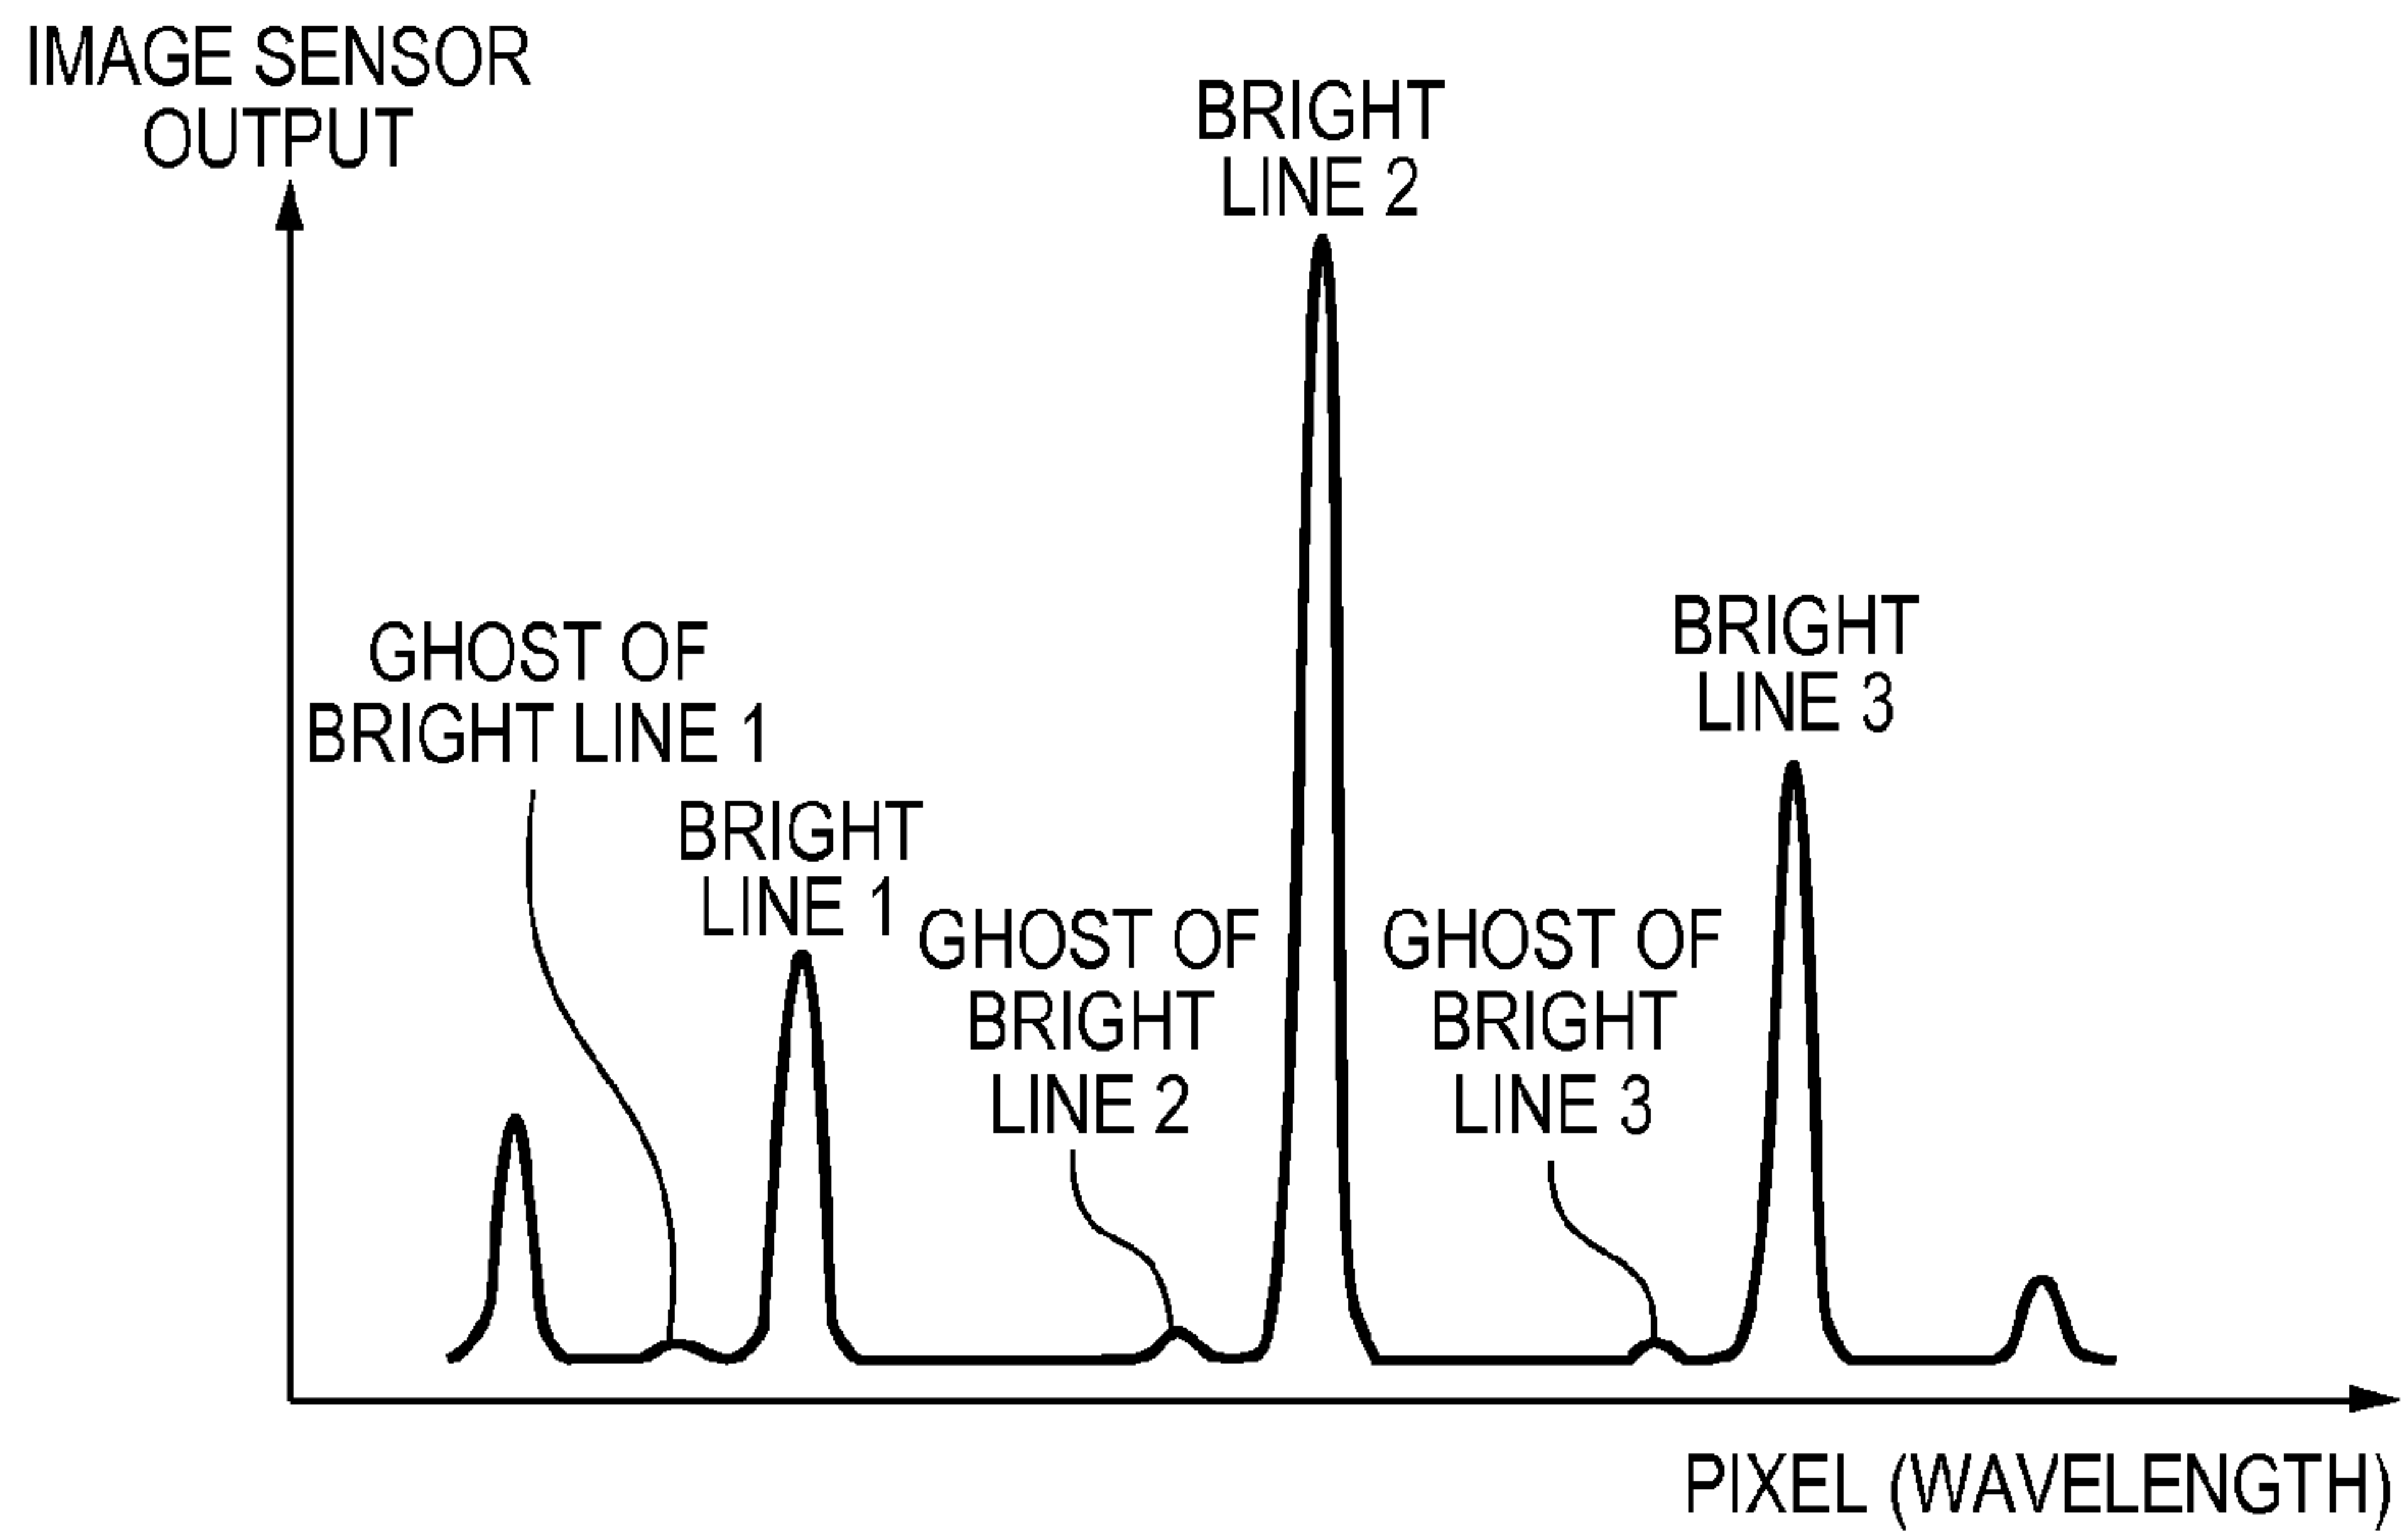 IMAGE SENSOR
OUTPUT
BRIGHT
LINE 2
GHOST OF
BRIGHT LINE 1
BRIGHT
LINE 3
BRIGHT
LINE 1
GHOST OF
BRIGHT
LINE 2
GHOST OF
BRIGHT
LINE 3
PIXEL (WAVELENGTH)